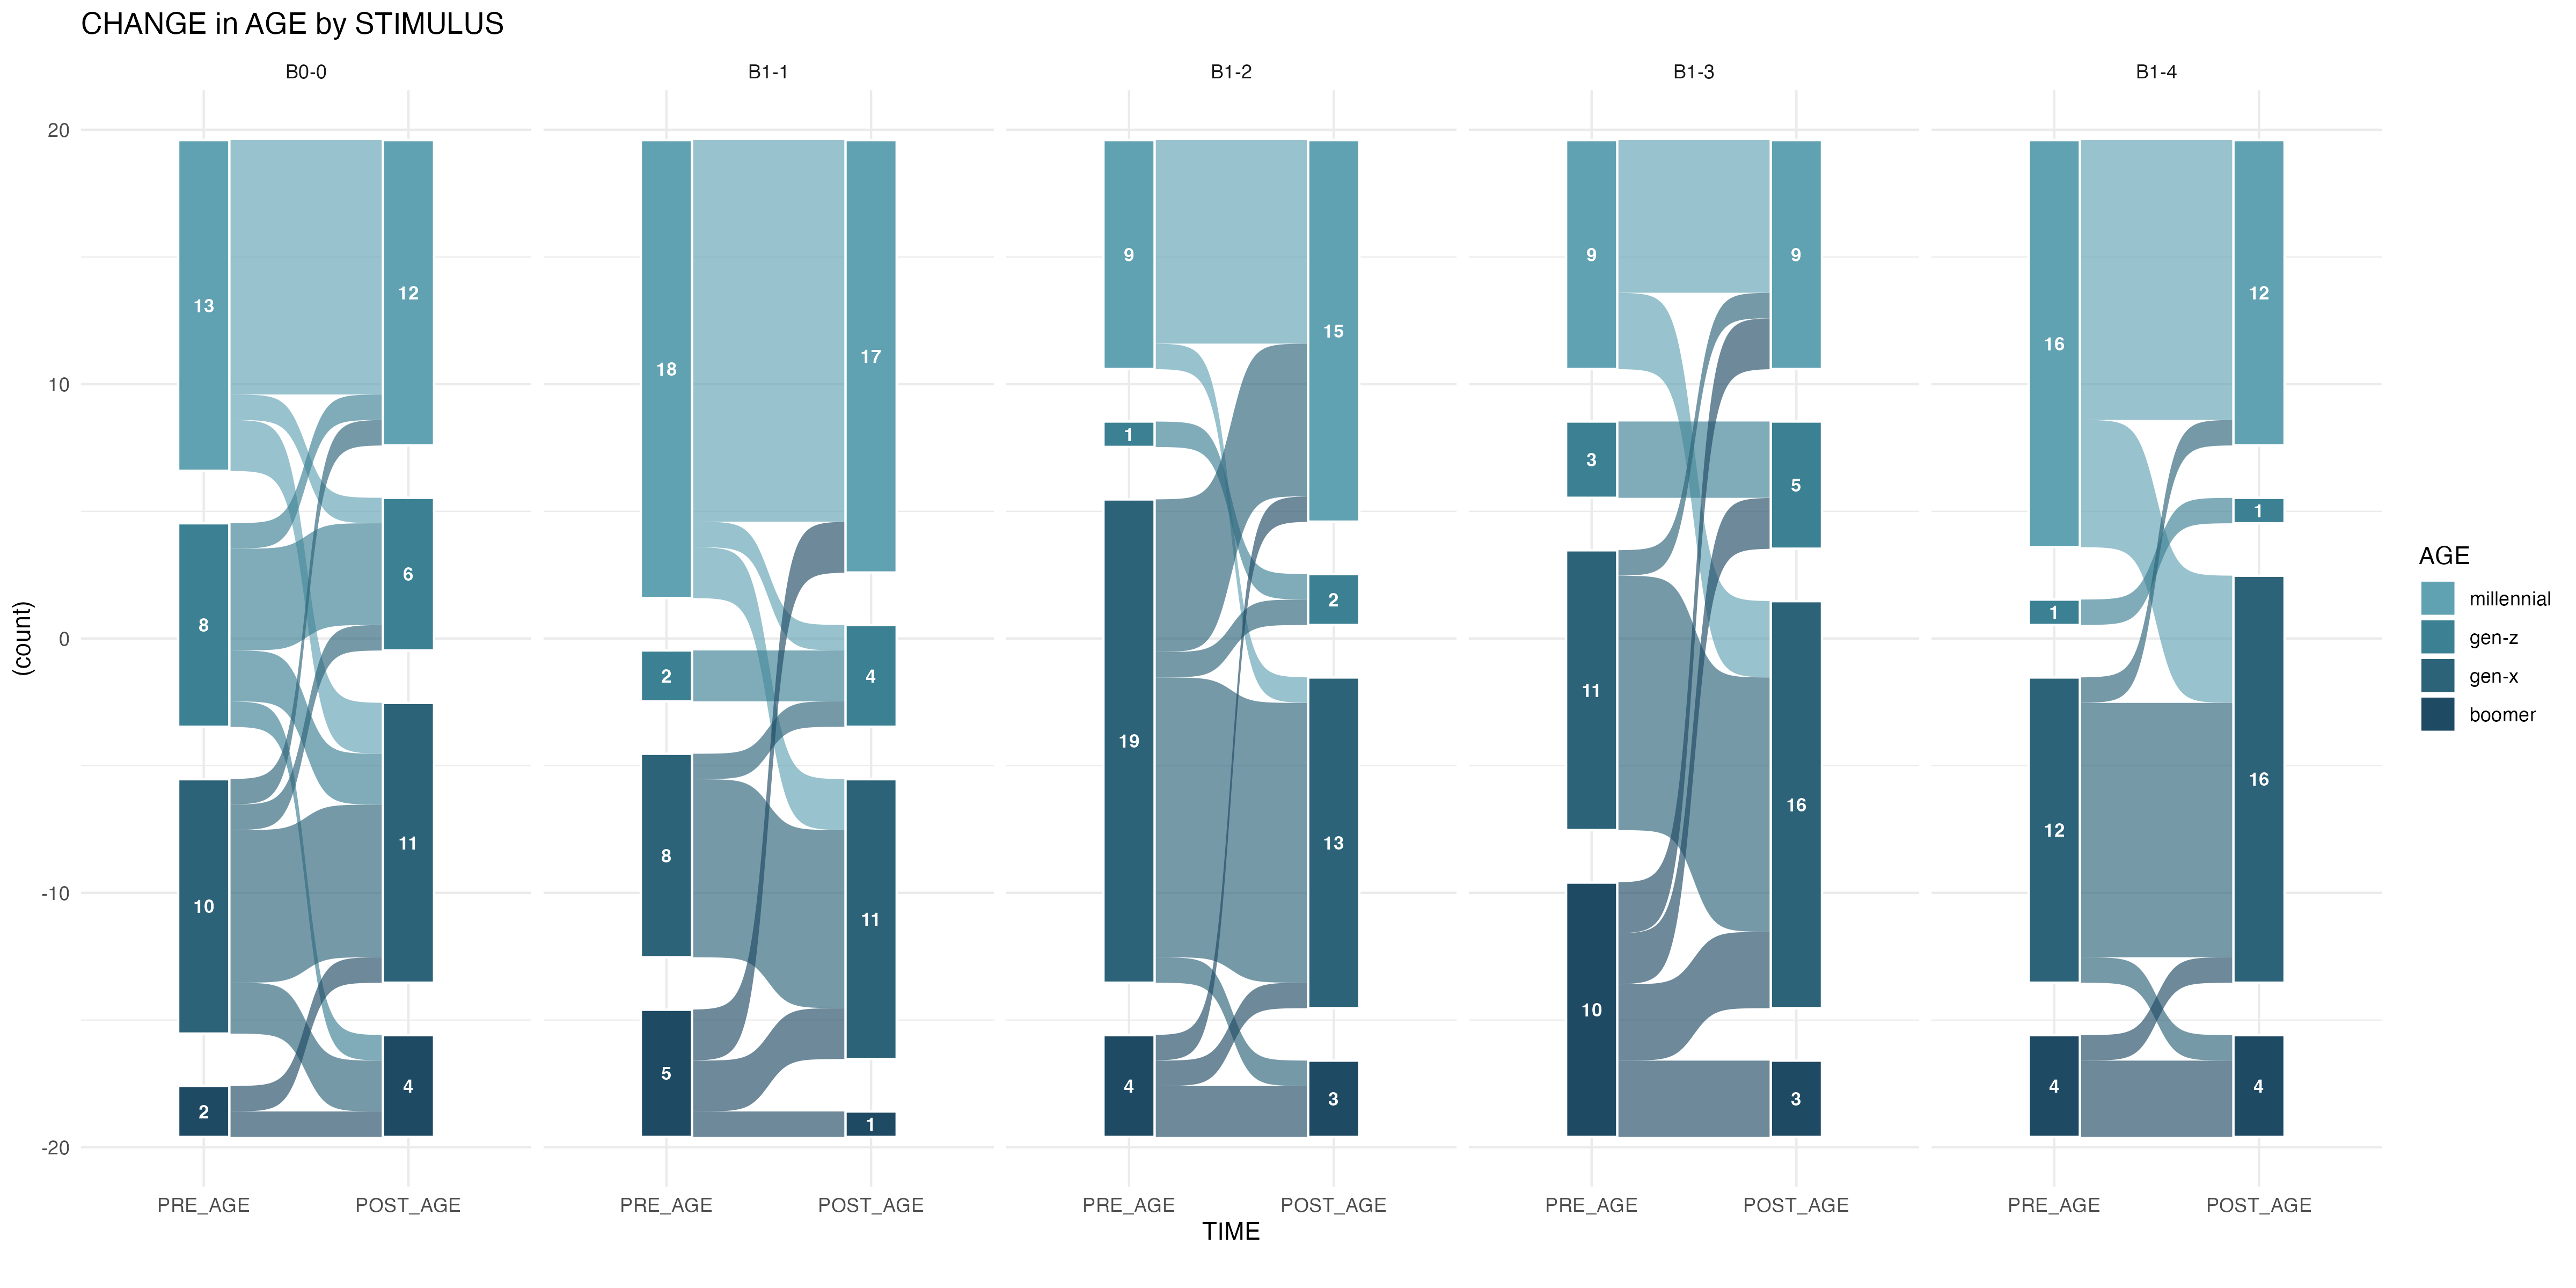 CHANGE in AGE by STIMULUS
B0-0 B1-1 B1-2 B1-3 B1-4
20
10
0
-10
-20
(count)
13 8 10 2
12 6 11 4
18 2 8 5
17 4 11 1
9 1 19 4
15 2 13 3
9 3 11 10
9 5 16 3
16 1 12 4
12 1 16 4
PRE_AGE POST_AGE PRE_AGE POST_AGE PRE_AGE POST_AGE PRE_AGE POST_AGE PRE_AGE POST_AGE
TIME
AGE
millennial
gen-z
gen-x
boomer